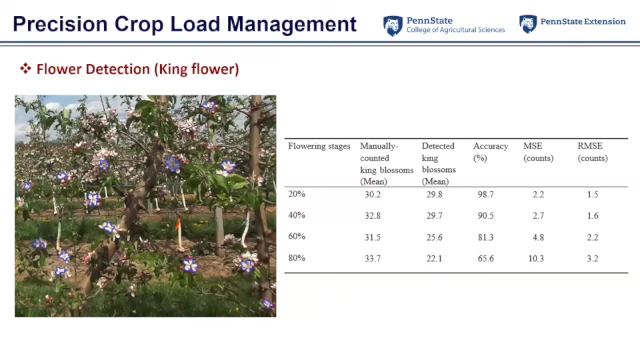 Precision Crop Load Management
PennState
College of Agricultural Sciences
PennState Extension
Flower Detection (King flower)
Flowering stages Manually-counted king blossoms (Mean) Detected king blossoms (Mean) Accuracy (%) MSE (counts) RMSE (counts)
20% 30.2 29.8 98.7 2.2 1.5
40% 32.8 29.7 90.5 2.7 1.6
60% 31.5 25.6 81.3 4.8 2.2
80% 33.7 22.1 65.6 10.3 3.2